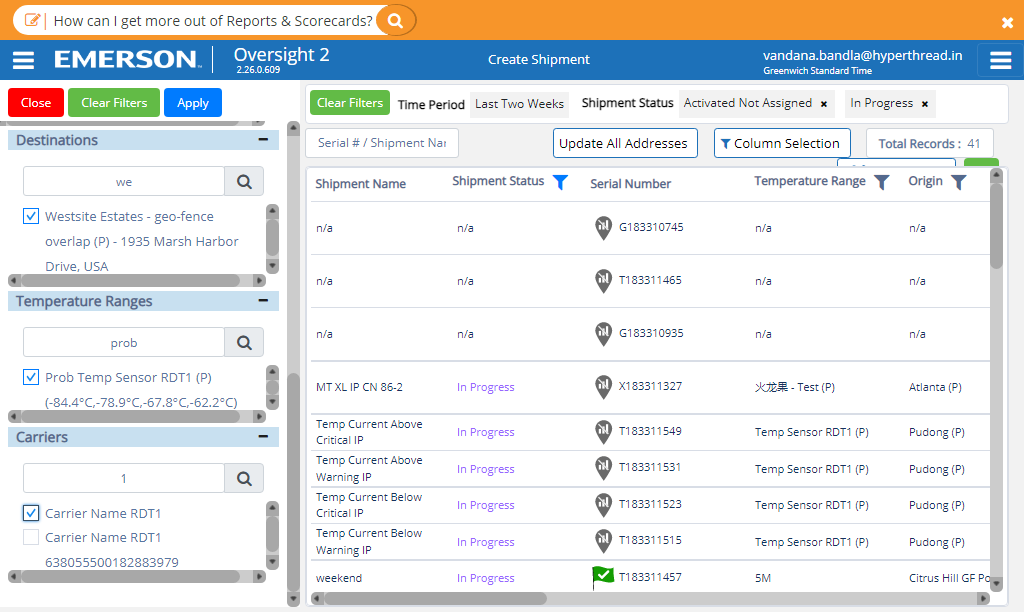 How can I get more out of Reports & Scorecards?
EMERSON
Oversight 2
2.26.0.609
Create Shipment
vandana.bandla@hyperthread.in
Greenwich Standard Time
Close
Clear Filters
Apply
Destinations
we
Westsite Estates - geo-fence
overlap (P) - 1935 Marsh Harbor
Drive, USA
Temperature Ranges
prob
Prob Temp Sensor RDT1 (P)
(-84.4°C,-78.9°C,-67.8°C,-62.2°C)
Carriers
1
Carrier Name RDT1
Carrier Name RDT1
638055500182883979
Clear Filters Time Period Last Two Weeks Shipment Status Activated Not Assigned × In Progress ×
Serial # / Shipment Nar Update All Addresses Column Selection Total Records : 41
Shipment Name Shipment Status Serial Number Temperature Range Origin
n/a n/a G183310745 n/a n/a
n/a n/a T183311465 n/a n/a
n/a n/a G183310935 n/a n/a
MT XL IP CN 86-2 In Progress X183311327 火龙果 - Test (P) Atlanta (P)
Temp Current Above
Critical IP In Progress T183311549 Temp Sensor RDT1 (P) Pudong (P)
Temp Current Above
Warning IP In Progress T183311531 Temp Sensor RDT1 (P) Pudong (P)
Temp Current Below
Critical IP In Progress T183311523 Temp Sensor RDT1 (P) Pudong (P)
Temp Current Below
Warning IP In Progress T183311515 Temp Sensor RDT1 (P) Pudong (P)
weekend In Progress T183311457 5M Citrus Hill GF Po